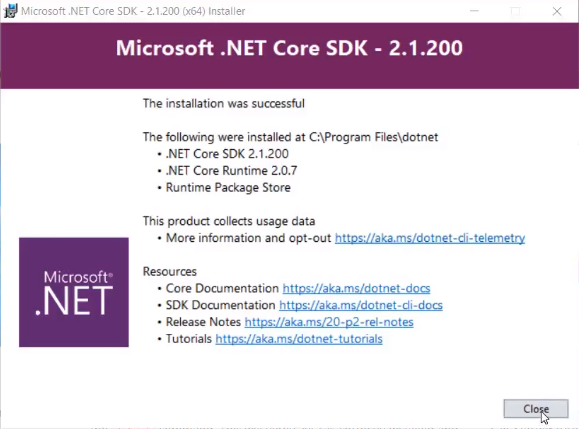 Microsoft .NET Core SDK - 2.1.200 (x64) Installer
Microsoft .NET Core SDK - 2.1.200
The installation was successful
The following were installed at C:\Program Files\dotnet
• .NET Core SDK 2.1.200
• .NET Core Runtime 2.0.7
• Runtime Package Store
This product collects usage data
• More information and opt-out https://aka.ms/dotnet-cli-telemetry
Microsoft®
.NET
Resources
• Core Documentation https://aka.ms/dotnet-docs
• SDK Documentation https://aka.ms/dotnet-cli-docs
• Release Notes https://aka.ms/20-p2-rel-notes
• Tutorials https://aka.ms/dotnet-tutorials
Close